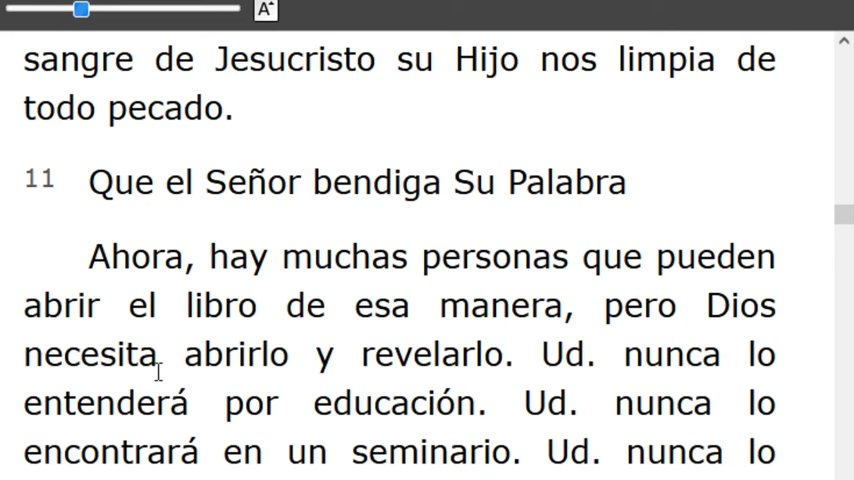 A
sangre de Jesucristo su Hijo nos limpia de
todo pecado.
11 Que el Señor bendiga Su Palabra
Ahora, hay muchas personas que pueden
abrir el libro de esa manera, pero Dios
necesita abrirlo y revelarlo. Ud. nunca lo
entenderá por educación. Ud. nunca lo
encontrará en un seminario. Ud. nunca lo